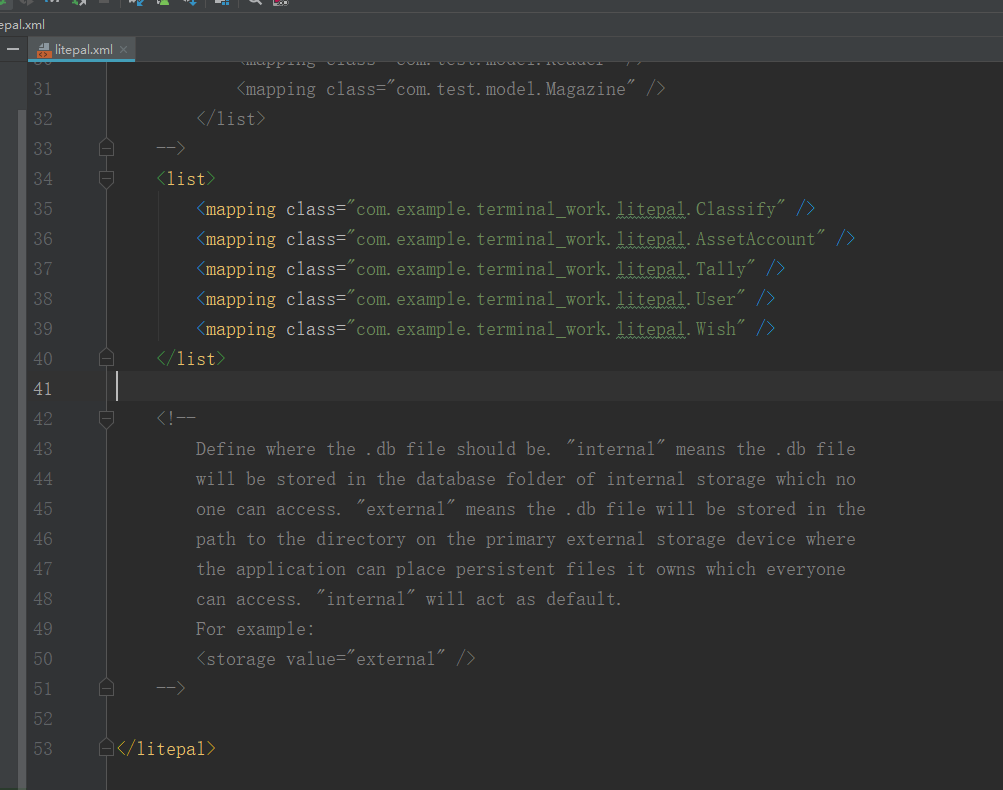 epal.xml
litepal.xml
30 <mapping class="com.test.model.Reader" />
31 <mapping class="com.test.model.Magazine" />
32 </list>
33 -->
34 <list>
35 <mapping class="com.example.terminal_work.litepal.Classify" />
36 <mapping class="com.example.terminal_work.litepal.AssetAccount" />
37 <mapping class="com.example.terminal_work.litepal.Tally" />
38 <mapping class="com.example.terminal_work.litepal.User" />
39 <mapping class="com.example.terminal_work.litepal.Wish" />
40 </list>
41
42 <!--
43 Define where the .db file should be. "internal" means the .db file
44 will be stored in the database folder of internal storage which no
45 one can access. "external" means the .db file will be stored in the
46 path to the directory on the primary external storage device where
47 the application can place persistent files it owns which everyone
48 can access. "internal" will act as default.
49 For example:
50 <storage value="external" />
51 -->
52
53 </litepal>